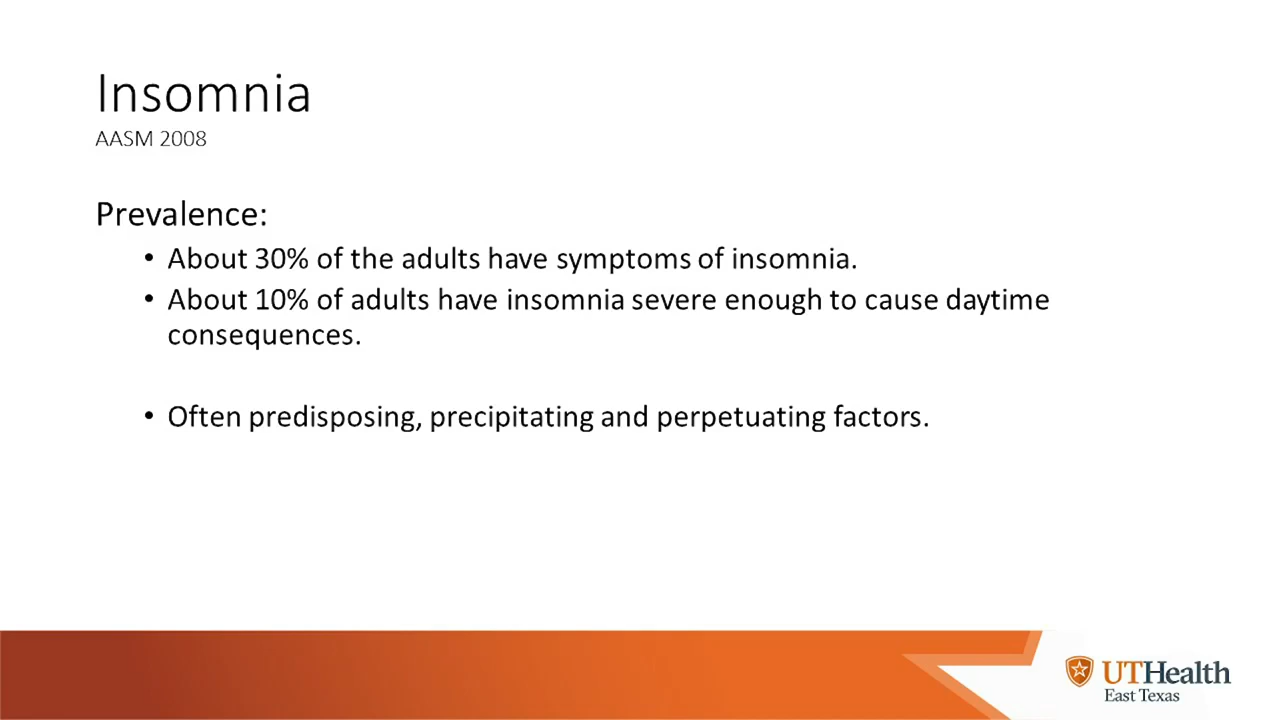 Insomnia
AASM 2008
Prevalence:
• About 30% of the adults have symptoms of insomnia.
• About 10% of adults have insomnia severe enough to cause daytime
consequences.
• Often predisposing, precipitating and perpetuating factors.
UTHealth
East Texas